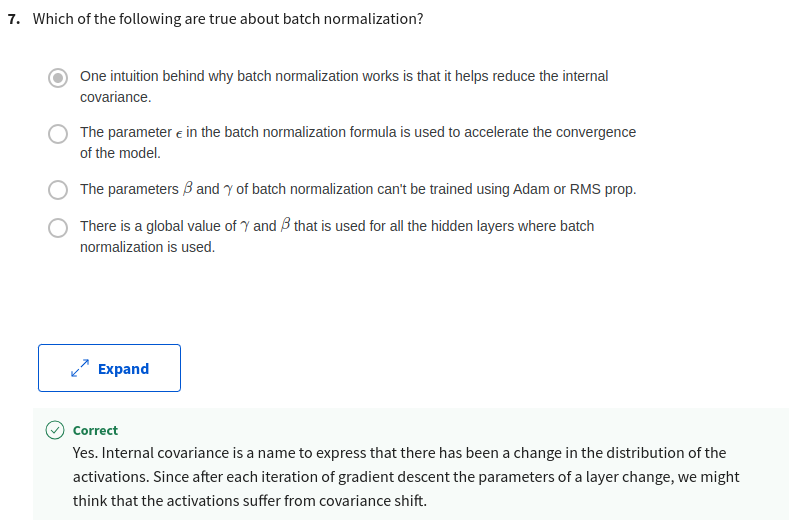 7. Which of the following are true about batch normalization?
One intuition behind why batch normalization works is that it helps reduce the internal
covariance.
The parameter ϵ in the batch normalization formula is used to accelerate the convergence
of the model.
The parameters β and γ of batch normalization can't be trained using Adam or RMS prop.
There is a global value of γ and β that is used for all the hidden layers where batch
normalization is used.
Expand
Correct
Yes. Internal covariance is a name to express that there has been a change in the distribution of the
activations. Since after each iteration of gradient descent the parameters of a layer change, we might
think that the activations suffer from covariance shift.